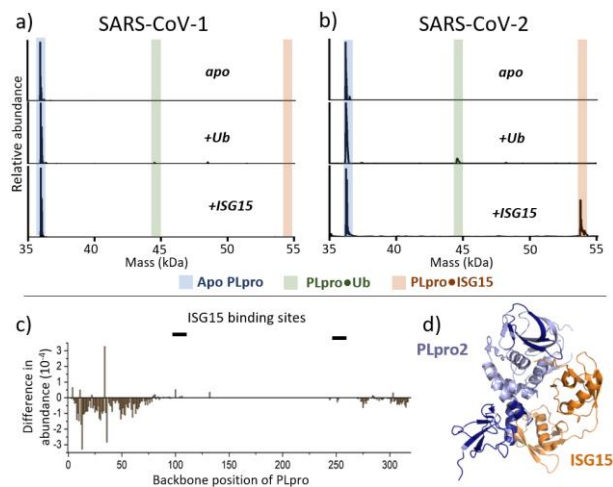 a)
SARS-CoV-1
b)
SARS-CoV-2
Relative abundance
apo
+Ub
+ISG15
apo
+Ub
+ISG15
35 40 45 50 55
Mass (kDa)
35 40 45 50 55
Mass (kDa)
Apo PLpro
PLpro●Ub
PLpro●ISG15
c)
ISG15 binding sites
d)
Difference in
abundance (10⁻⁴)
3
2
1
0
-1
-2
-3
0 50 100 150 200 250 300
Backbone position of PLpro
PLpro2
ISG15